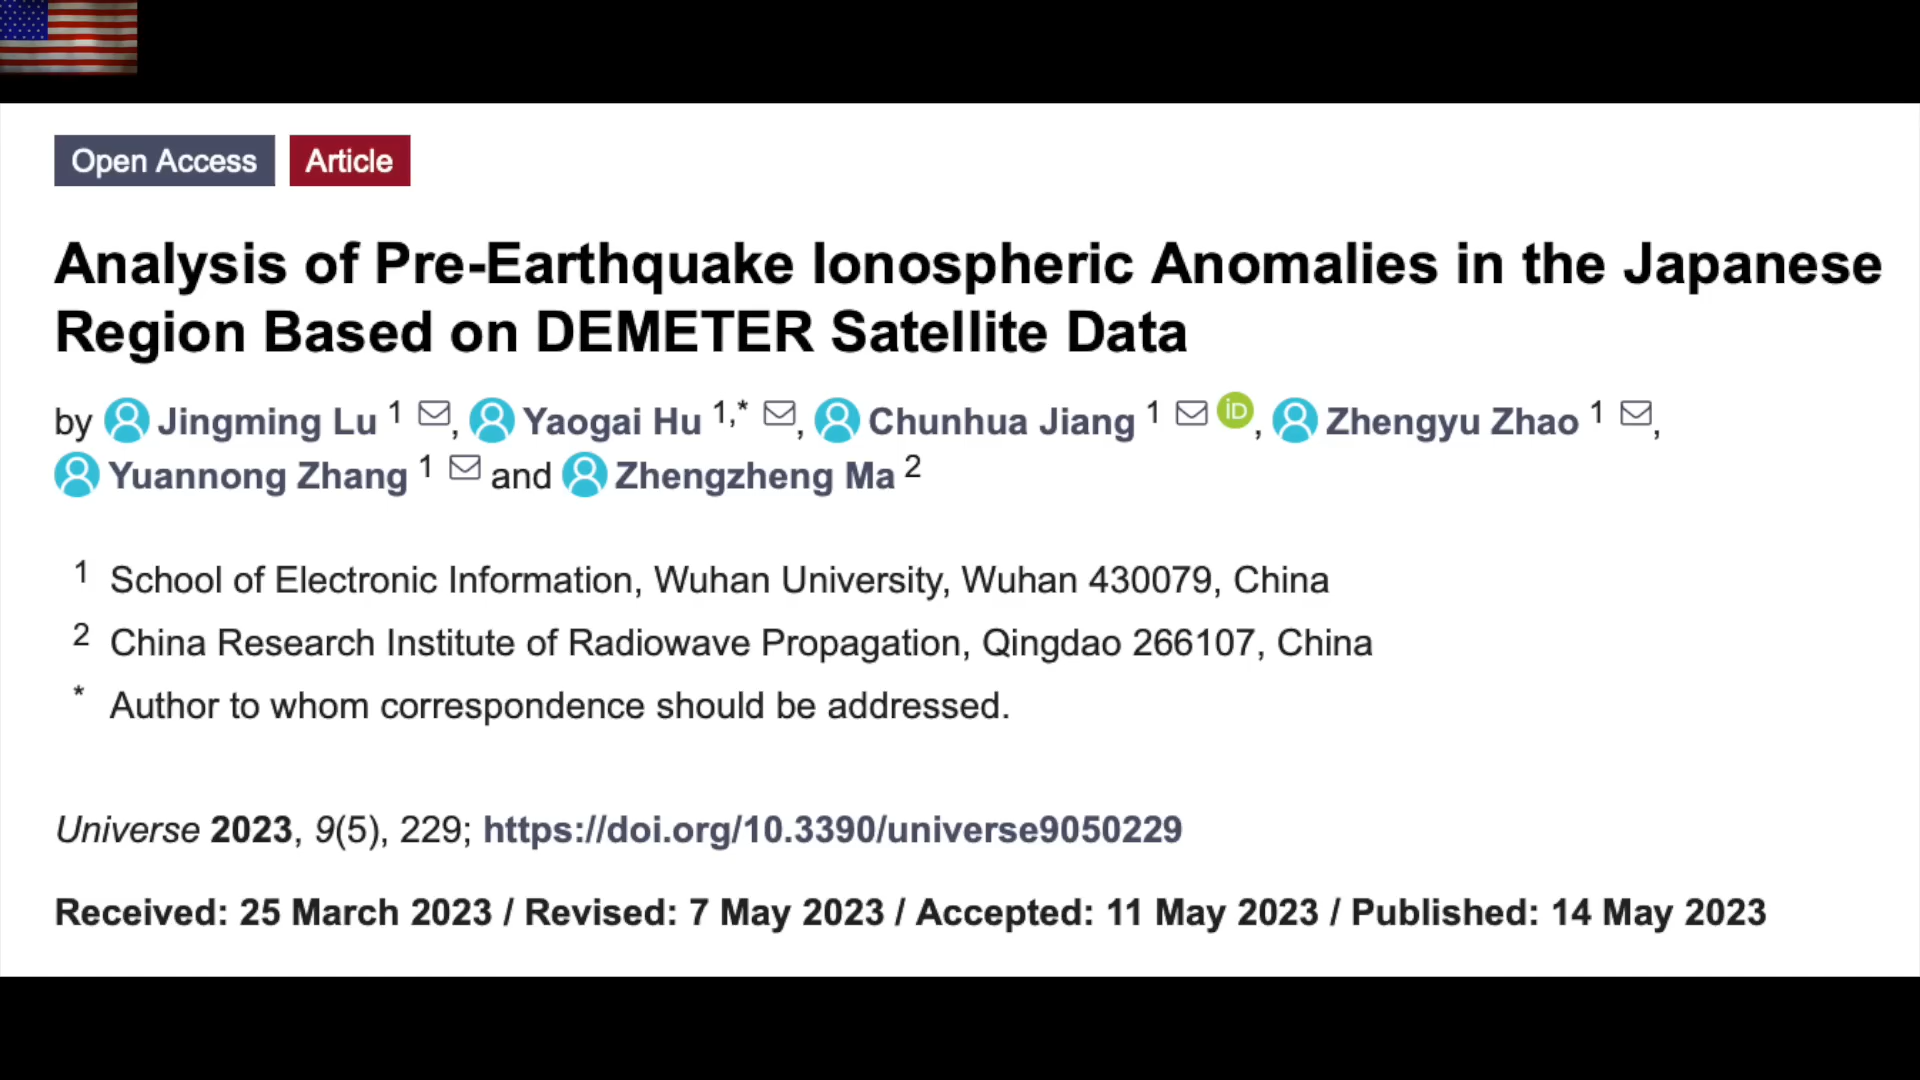 Open Access Article
Analysis of Pre-Earthquake Ionospheric Anomalies in the Japanese
Region Based on DEMETER Satellite Data
by Jingming Lu 1, Yaogai Hu 1,*, Chunhua Jiang 1 iD, Zhengyu Zhao 1,
Yuannong Zhang 1 and Zhengzheng Ma 2
1 School of Electronic Information, Wuhan University, Wuhan 430079, China
2 China Research Institute of Radiowave Propagation, Qingdao 266107, China
* Author to whom correspondence should be addressed.
Universe 2023, 9(5), 229; https://doi.org/10.3390/universe9050229
Received: 25 March 2023 / Revised: 7 May 2023 / Accepted: 11 May 2023 / Published: 14 May 2023